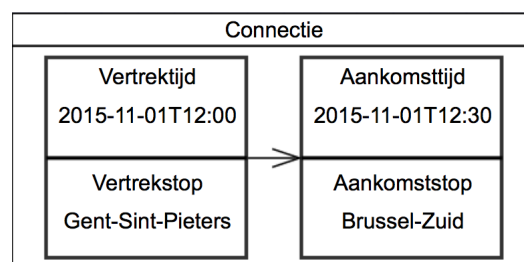 Connectie
Vertrektijd
2015-11-01T12:00
Vertrekstop
Gent-Sint-Pieters
Aankomsttijd
2015-11-01T12:30
Aankomststop
Brussel-Zuid